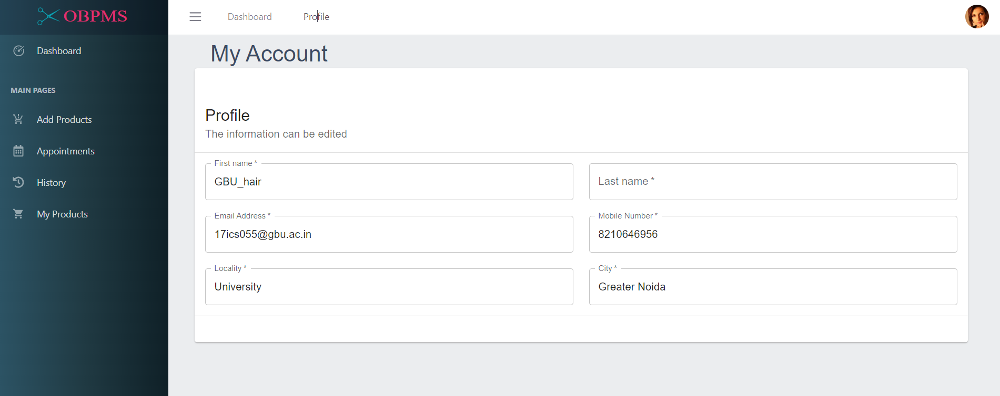 OBPMS
Dashboard
Profile
Dashboard
MAIN PAGES
Add Products
Appointments
History
My Products
My Account
Profile
The information can be edited
First name *
GBU_hair
Last name *
Email Address *
17ics055@gbu.ac.in
Mobile Number *
8210646956
Locality *
University
City *
Greater Noida